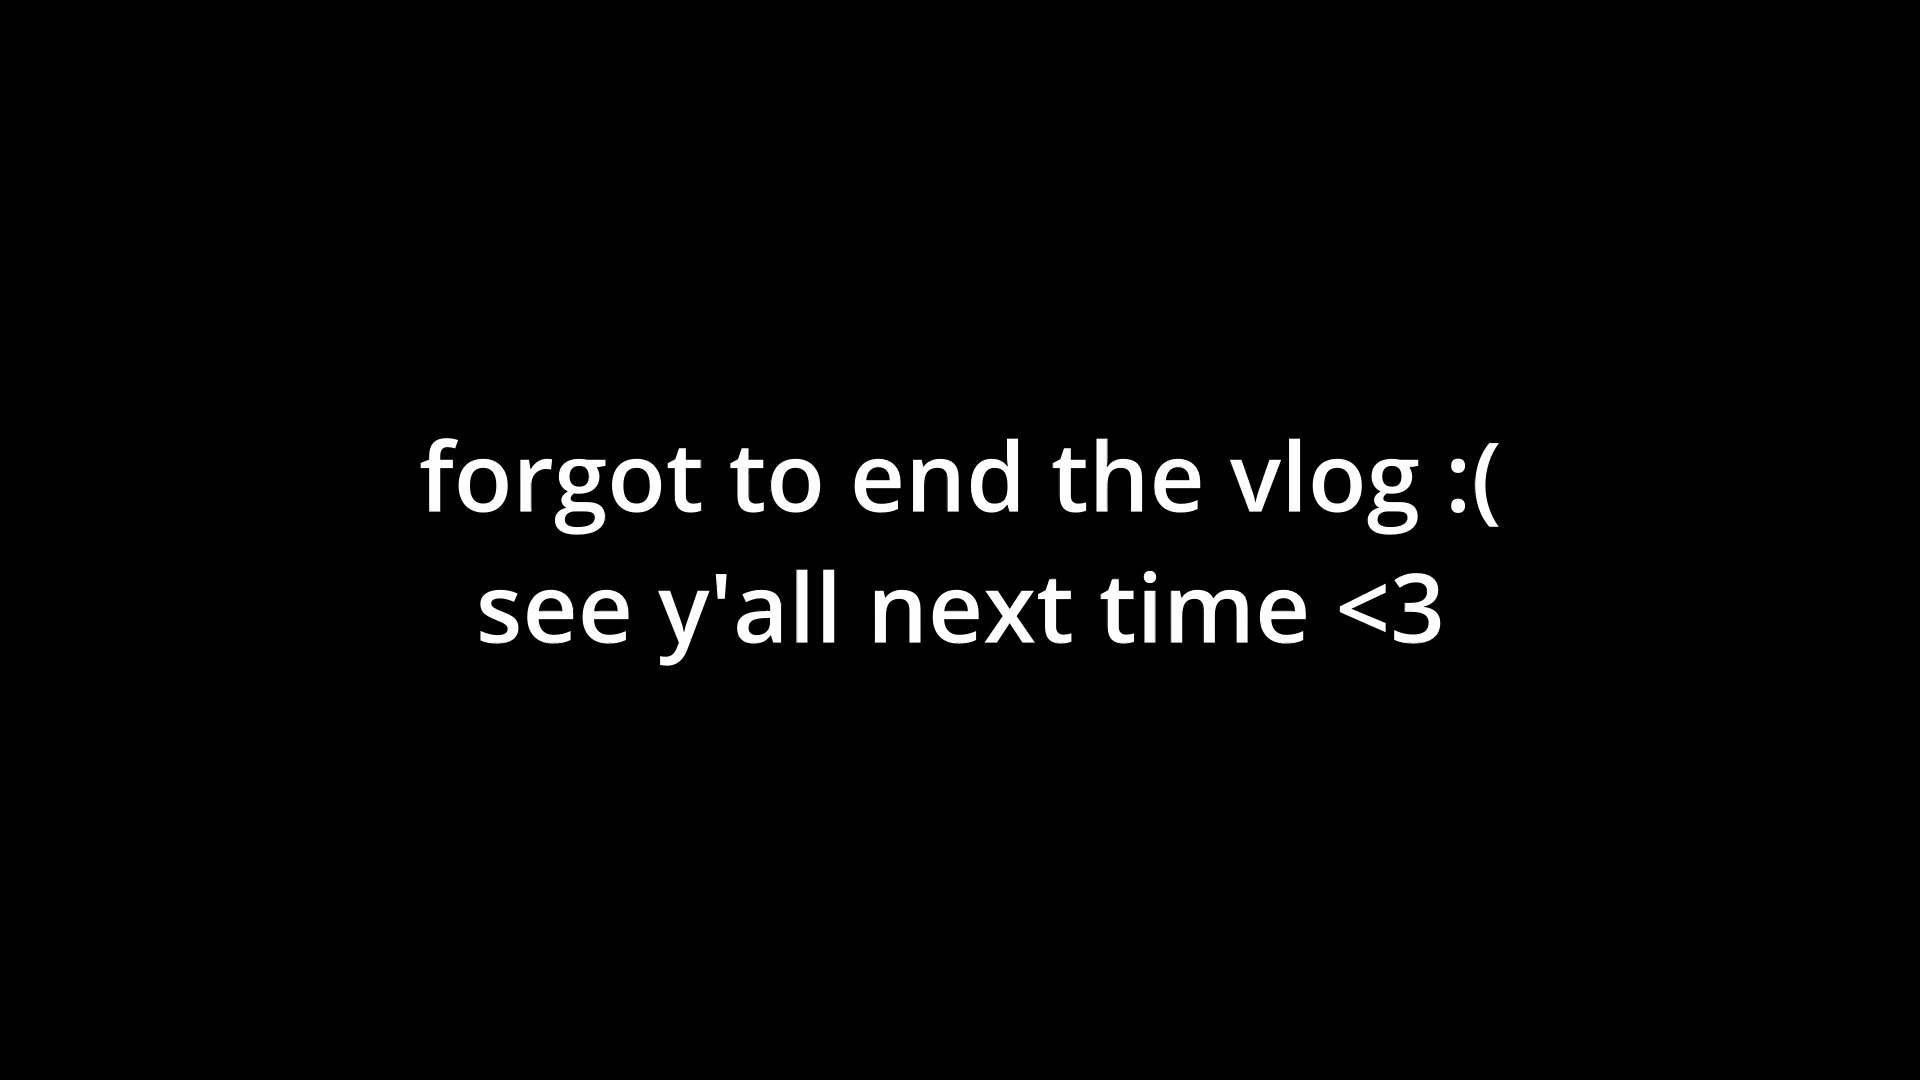 forgot to end the vlog :(
see y'all next time <3